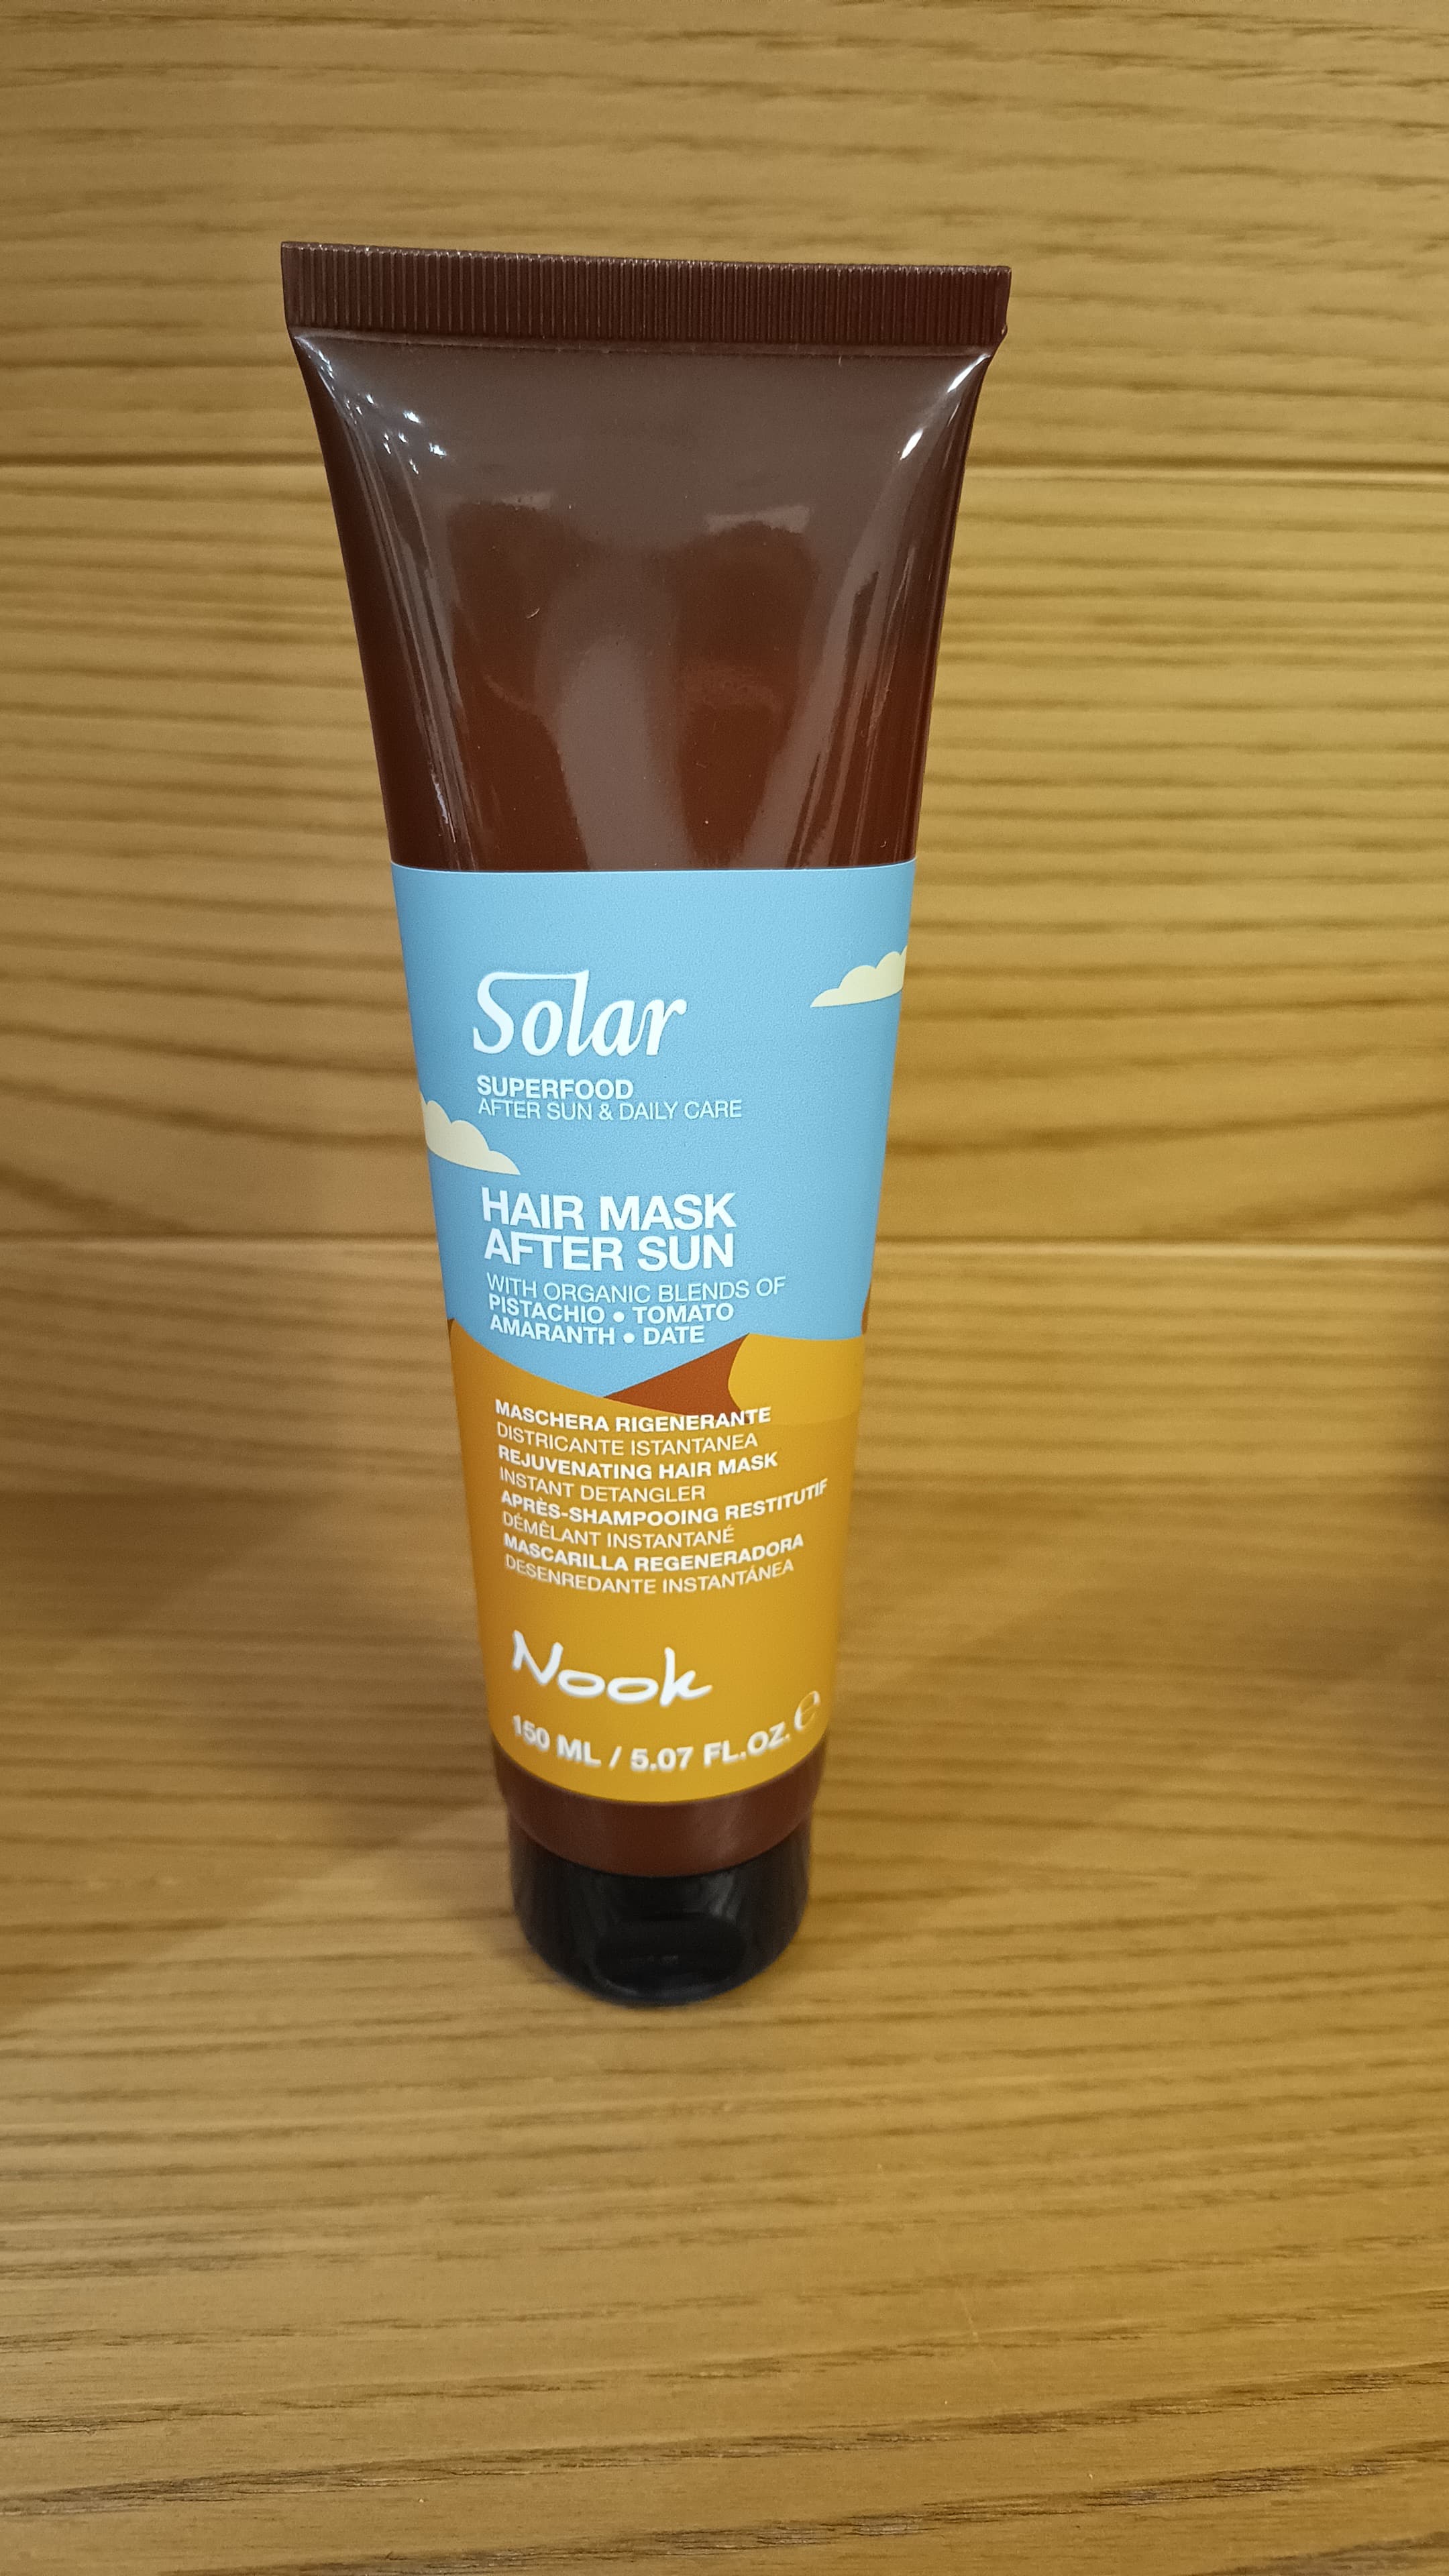 Solar
SUPERFOOD
AFTER SUN & DAILY CARE
HAIR MASK
AFTER SUN
WITH ORGANIC BLENDS OF
PISTACHIO • TOMATO
AMARANTH • DATE
MASCHERA RIGENERANTE
DISTRICANTE ISTANTANEA
REJUVENATING HAIR MASK
INSTANT DETANGLER
APRÈS-SHAMPOOING RESTITUTIF
DÉMÊLANT INSTANTANÉ
MASCARILLA REGENERADORA
DESENREDANTE INSTANTÁNEA
Nook
150 ML / 5.07 FL.OZ. ℮